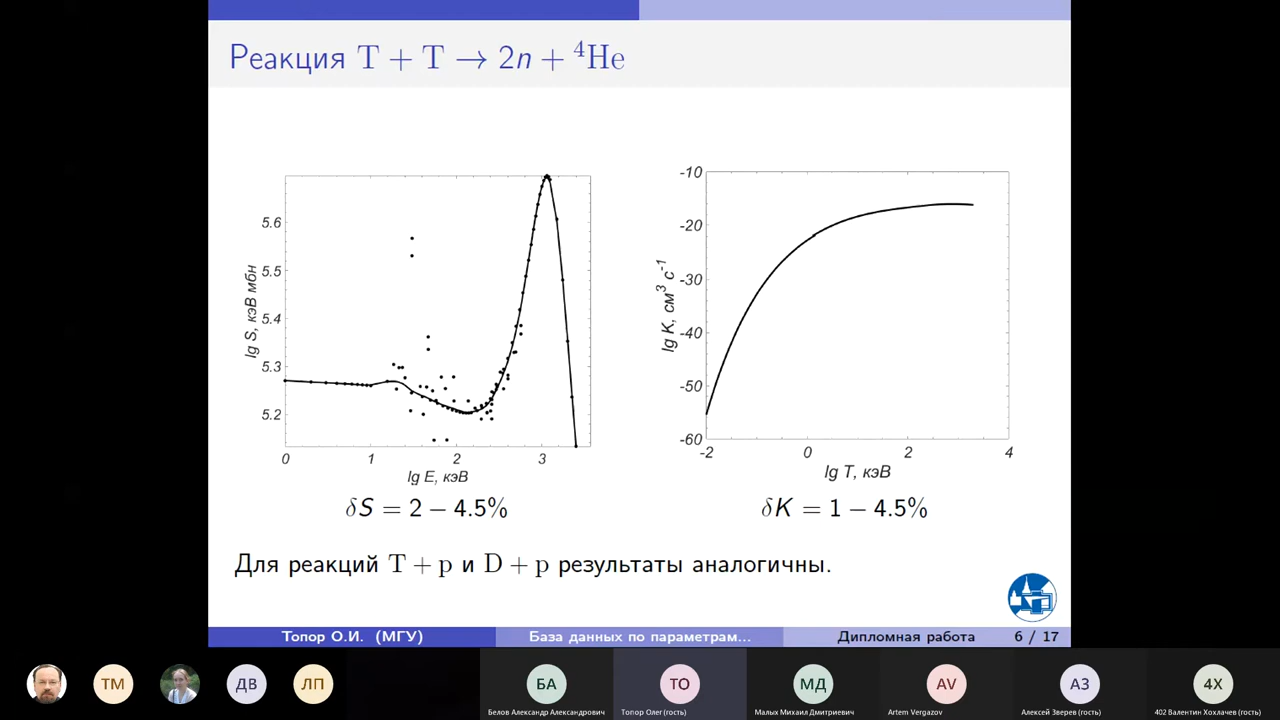 Реакция T + T → 2n + ⁴He
lg S, кэВ мбн
5.6
5.5
5.4
5.3
5.2
0 1 2 3
lg E, кэВ
lg K, см³ с⁻¹
-10
-20
-30
-40
-50
-60
-2 0 2 4
lg T, кэВ
δS = 2 − 4.5%
δK = 1 − 4.5%
Для реакций T + p и D + p результаты аналогичны.
Топор О.И. (МГУ) База данных по параметрам... Дипломная работа 6 / 17
ТМ ДВ ЛП БА ТО МД AV АЗ 4Х
Белов Александр Александрович Топор Олег (гость) Малых Михаил Дмитриевич Artem Vergazov Алексей Зверев (гость) 402 Валентин Хохлачев (гость)